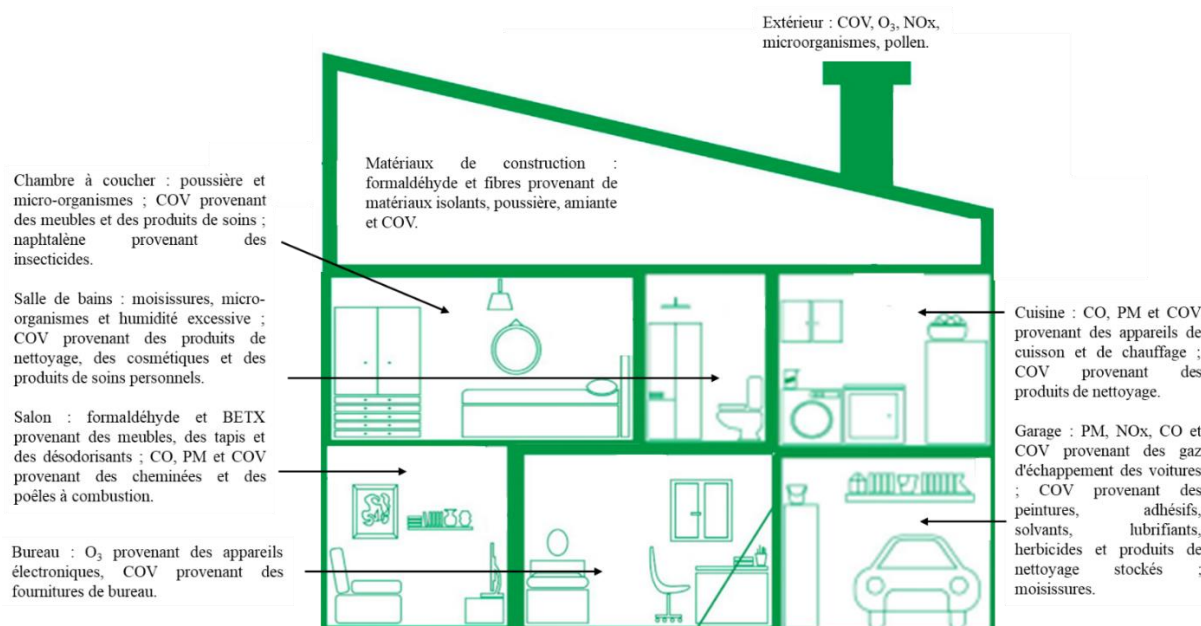 Extérieur : COV, O₃, NOx,
microorganismes, pollen.
Matériaux de construction :
formaldéhyde et fibres provenant de
matériaux isolants, poussière, amiante
et COV.
Chambre à coucher : poussière et
micro-organismes ; COV provenant
des meubles et des produits de soins ;
naphtalène provenant des
insecticides.
Salle de bains : moisissures, micro-
organismes et humidité excessive ;
COV provenant des produits de
nettoyage, des cosmétiques et des
produits de soins personnels.
Salon : formaldéhyde et BETX
provenant des meubles, des tapis et
des désodorisants ; CO, PM et COV
provenant des cheminées et des
poêles à combustion.
Bureau : O₃ provenant des appareils
électroniques, COV provenant des
fournitures de bureau.
Cuisine : CO, PM et COV
provenant des appareils de
cuisson et de chauffage ;
COV provenant des
produits de nettoyage.
Garage : PM, NOx, CO et
COV provenant des gaz
d'échappement des voitures
; COV provenant des
peintures, adhésifs,
solvants, lubrifiants,
herbicides et produits de
nettoyage stockés ;
moisissures.